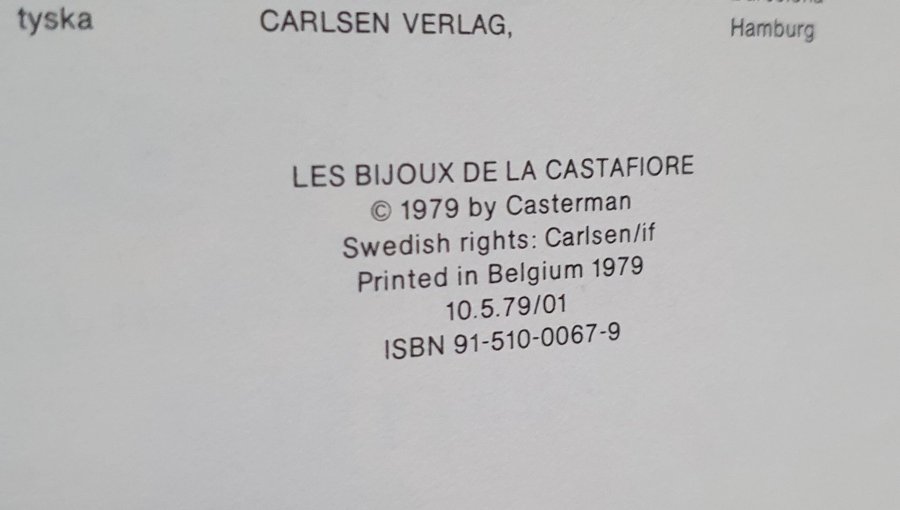 tyska CARLSEN VERLAG, Hamburg
LES BIJOUX DE LA CASTAFIORE
© 1979 by Casterman
Swedish rights: Carlsen/if
Printed in Belgium 1979
10.5.79/01
ISBN 91-510-0067-9